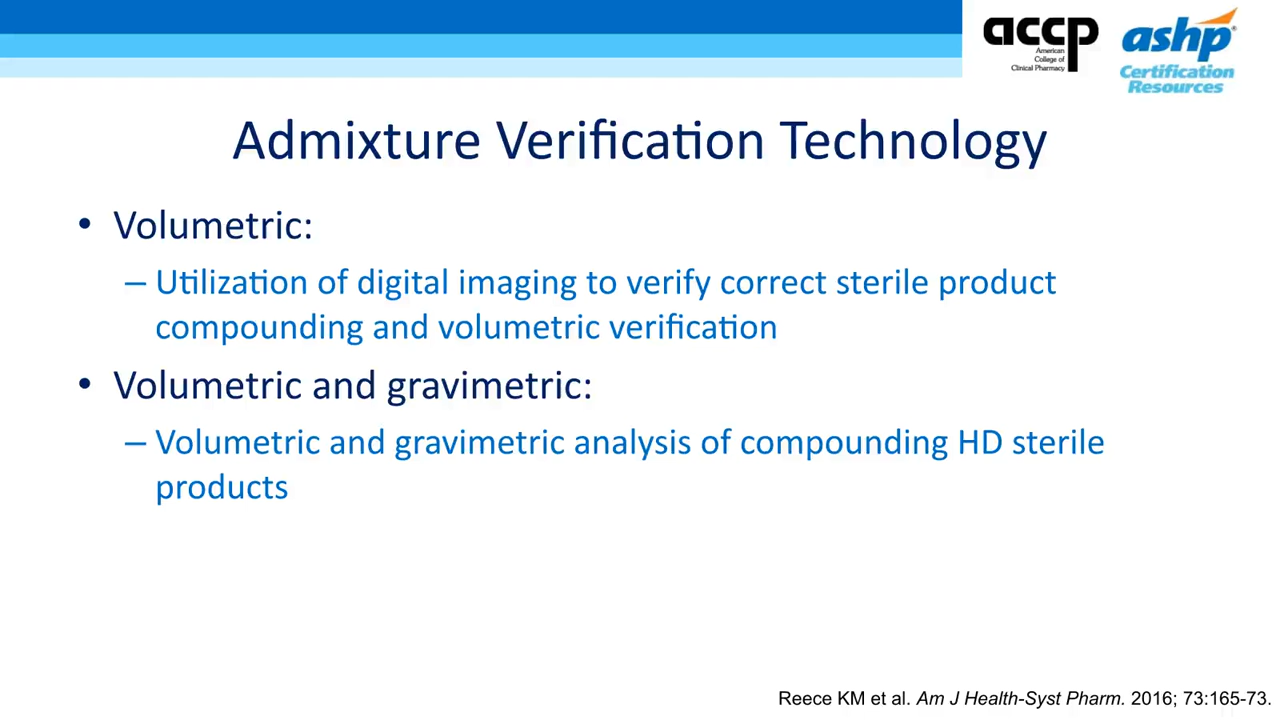 accp
American
College of
Clinical Pharmacy
ashp®
Certification
Resources
Admixture Verification Technology
• Volumetric:
– Utilization of digital imaging to verify correct sterile product
compounding and volumetric verification
• Volumetric and gravimetric:
– Volumetric and gravimetric analysis of compounding HD sterile
products
Reece KM et al. Am J Health-Syst Pharm. 2016; 73:165-73.